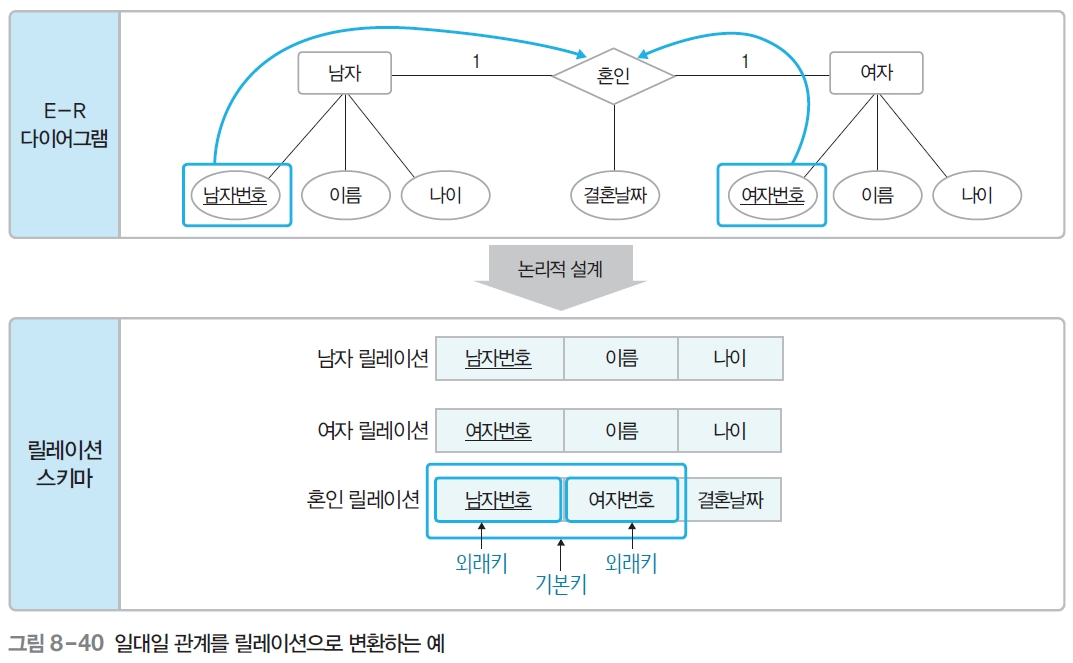 E-R
다이어그램
남자
1
혼인
1
여자
남자번호
이름
나이
결혼날짜
여자번호
이름
나이
논리적 설계
릴레이션
스키마
남자 릴레이션 남자번호 이름 나이
여자 릴레이션 여자번호 이름 나이
혼인 릴레이션 남자번호 여자번호 결혼날짜
외래키
기본키
외래키
그림 8-40 일대일 관계를 릴레이션으로 변환하는 예